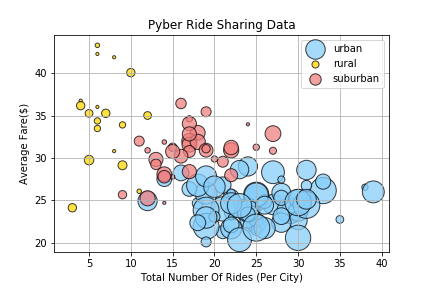 Pyber Ride Sharing Data
urban
rural
suburban
40
35
30
25
20
Average Fare($)
5 10 15 20 25 30 35 40
Total Number Of Rides (Per City)